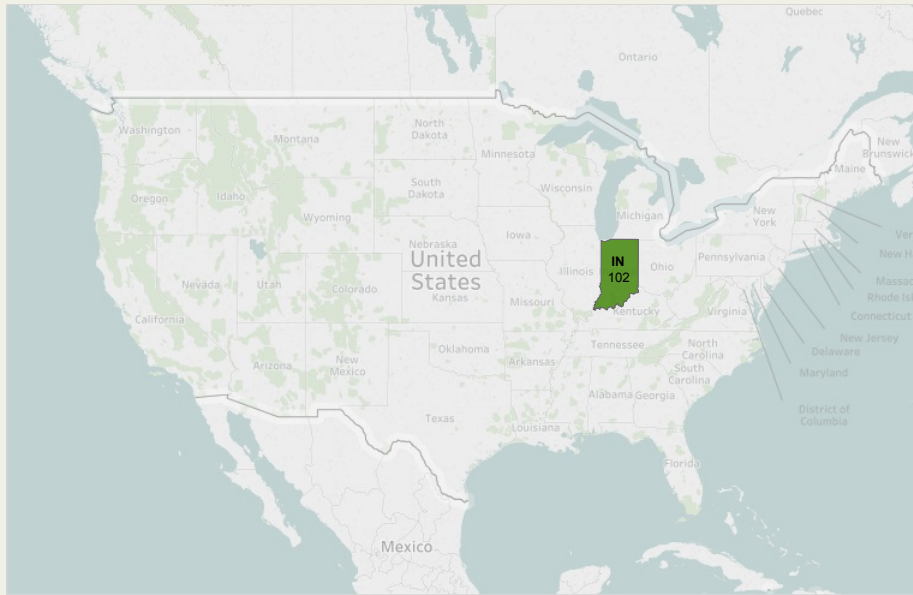 Quebec
Ontario
Washington
Montana
North
Dakota
Minnesota
New
Brunswick
Maine
Oregon
Idaho
South
Dakota
Wisconsin
Michigan
New
York
Wyoming
Iowa
Nebraska
United
States
Illinois
IN
102
Ohio
Pennsylvania
Nevada
Utah
Colorado
Kansas
Missouri
Kentucky
Virginia
California
Rhode
Connecticut
New Jersey
Delaware
Maryland
District of
Columbia
Arizona
New
Mexico
Oklahoma
Arkansas
Tennessee
North
Carolina
South
Carolina
Texas
Louisiana
Alabama
Georgia
Florida
Mexico